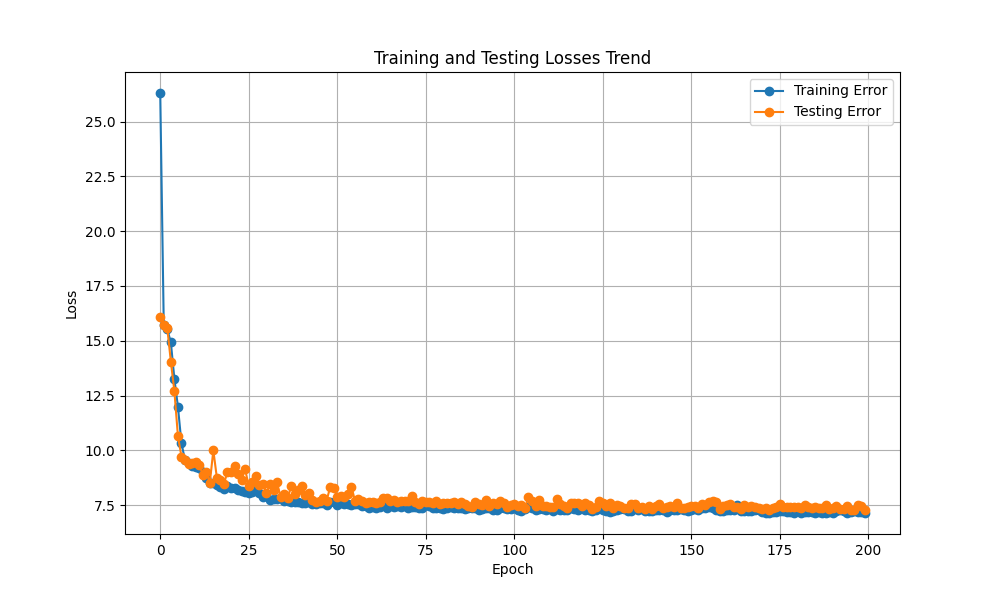 Training and Testing Losses Trend
Training Error
Testing Error
25.0
22.5
20.0
17.5
15.0
12.5
10.0
7.5
Loss
0 25 50 75 100 125 150 175 200
Epoch